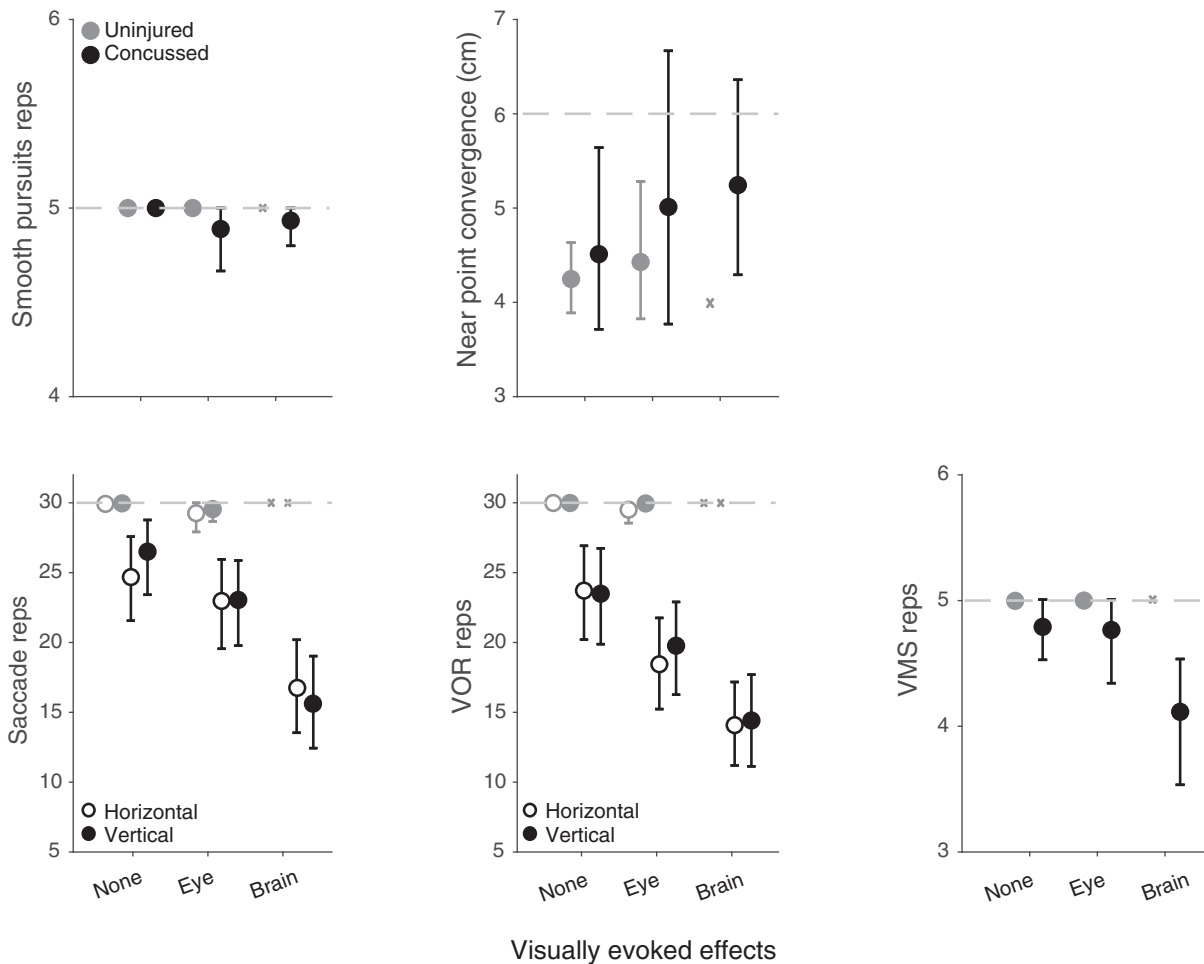 Smooth pursuits reps
6
5
4
Uninjured
Concussed
Near point convergence (cm)
7
6
5
4
3
Saccade reps
30
25
20
15
10
5
Horizontal
Vertical
None
Eye
Brain
VOR reps
30
25
20
15
10
5
Horizontal
Vertical
None
Eye
Brain
VMS reps
6
5
4
3
None
Eye
Brain
Visually evoked effects